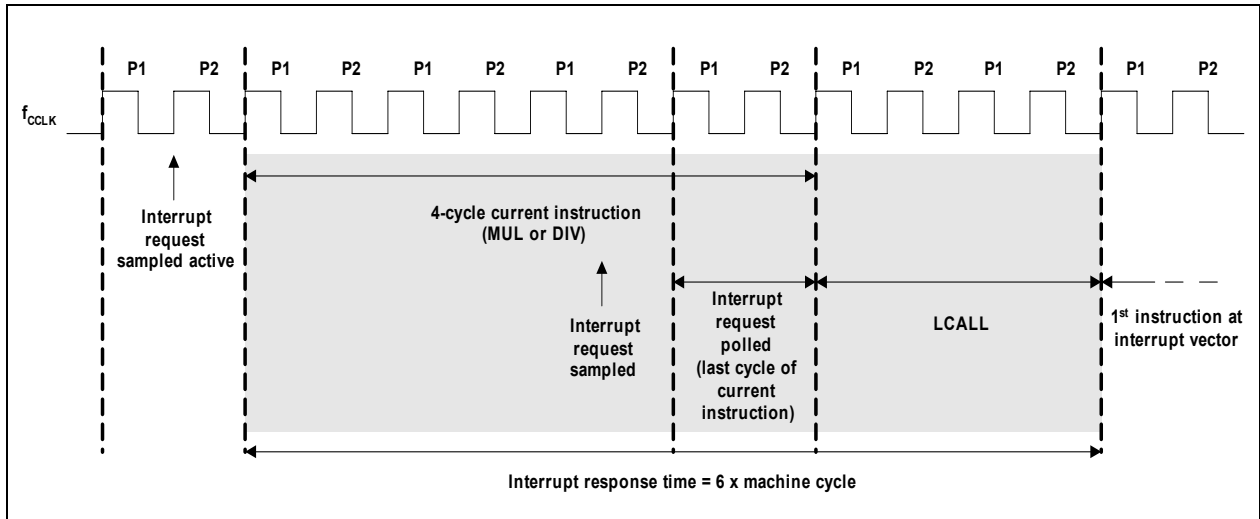 P1 P2 P1 P2 P1 P2 P1 P2 P1 P2 P1 P2 P1 P2 P1 P2
fCCLK
Interrupt
request
sampled active
4-cycle current instruction
(MUL or DIV)
Interrupt
request
sampled
Interrupt
request
polled
(last cycle of
current
instruction)
LCALL
1st instruction at
interrupt vector
Interrupt response time = 6 x machine cycle